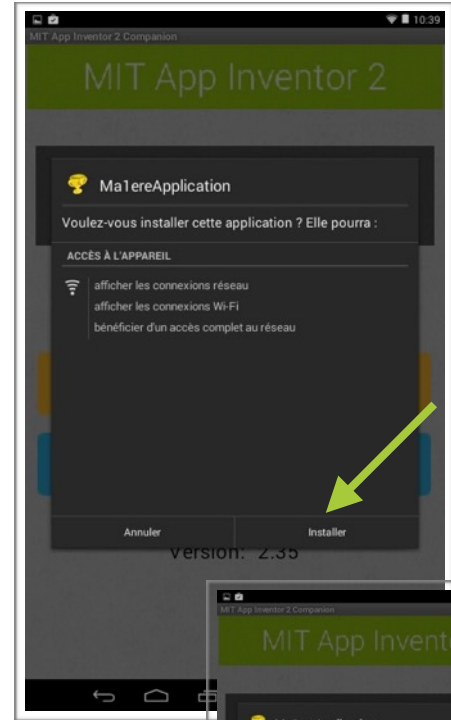 10:39
MIT App Inventor 2 Companion
MIT App Inventor 2
Ma1ereApplication
Voulez-vous installer cette application ? Elle pourra :
ACCÈS À L'APPAREIL
afficher les connexions réseau
afficher les connexions Wi-Fi
bénéficier d'un accès complet au réseau
Annuler
Installer
Version: 2.35
MIT App Inventor 2 Companion
MIT App Invent